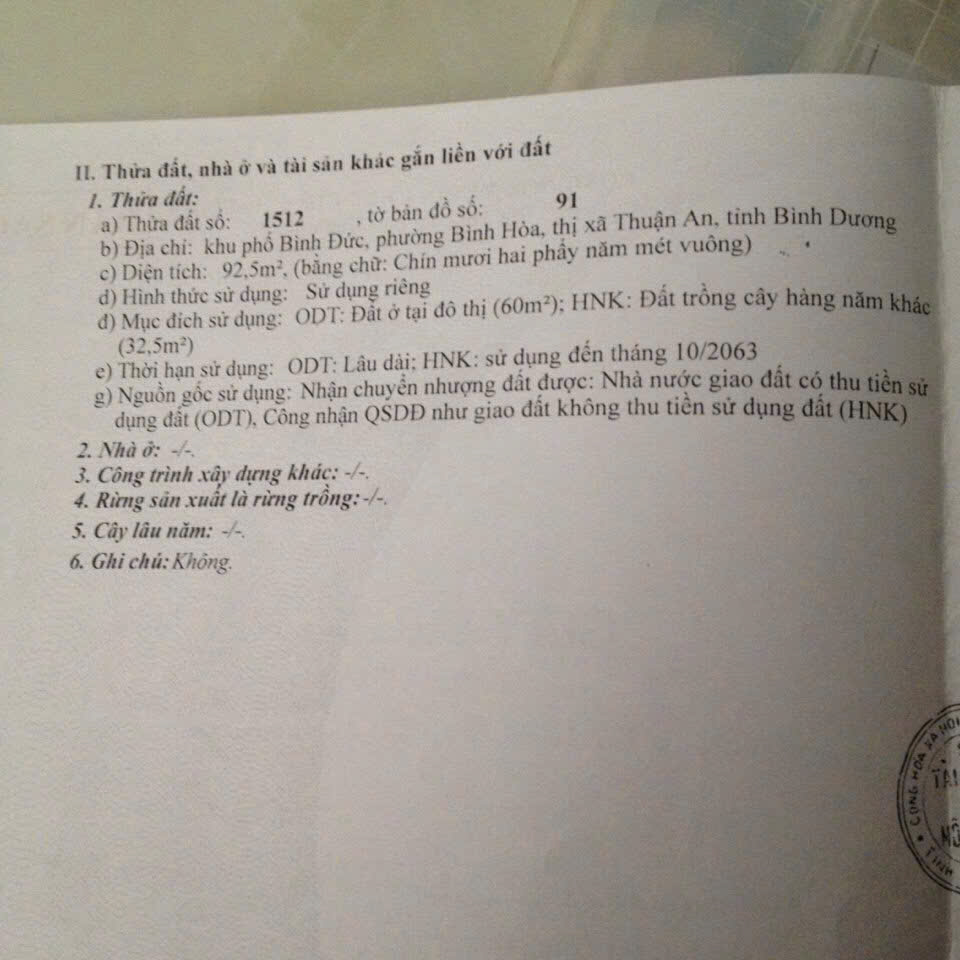 II. Thửa đất, nhà ở và tài sản khác gắn liền với đất
1. Thửa đất:
a) Thửa đất số: 1512 , tờ bản đồ số: 91
b) Địa chỉ: khu phố Bình Đức, phường Bình Hòa, thị xã Thuận An, tỉnh Bình Dương
c) Diện tích: 92,5m², (bằng chữ: Chín mươi hai phẩy năm mét vuông)
d) Hình thức sử dụng: Sử dụng riêng
đ) Mục đích sử dụng: ODT: Đất ở tại đô thị (60m²); HNK: Đất trồng cây hàng năm khác
(32,5m²)
e) Thời hạn sử dụng: ODT: Lâu dài; HNK: sử dụng đến tháng 10/2063
g) Nguồn gốc sử dụng: Nhận chuyển nhượng đất được: Nhà nước giao đất có thu tiền sử
dụng đất (ODT), Công nhận QSDĐ như giao đất không thu tiền sử dụng đất (HNK)
2. Nhà ở: -/-.
3. Công trình xây dựng khác: -/-.
4. Rừng sản xuất là rừng trồng: -/-.
5. Cây lâu năm: -/-.
6. Ghi chú: Không.
CỘNG HÒA XÃ HỘI
TÀI
MÔ
TỈNH